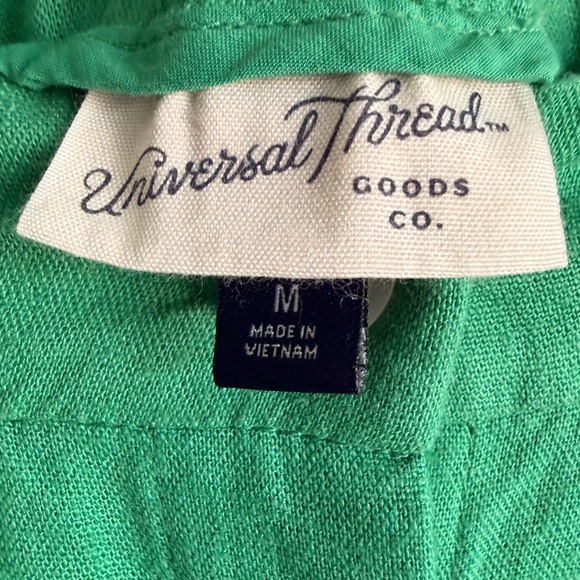 Universal Thread™
GOODS
CO.
M
MADE IN
VIETNAM